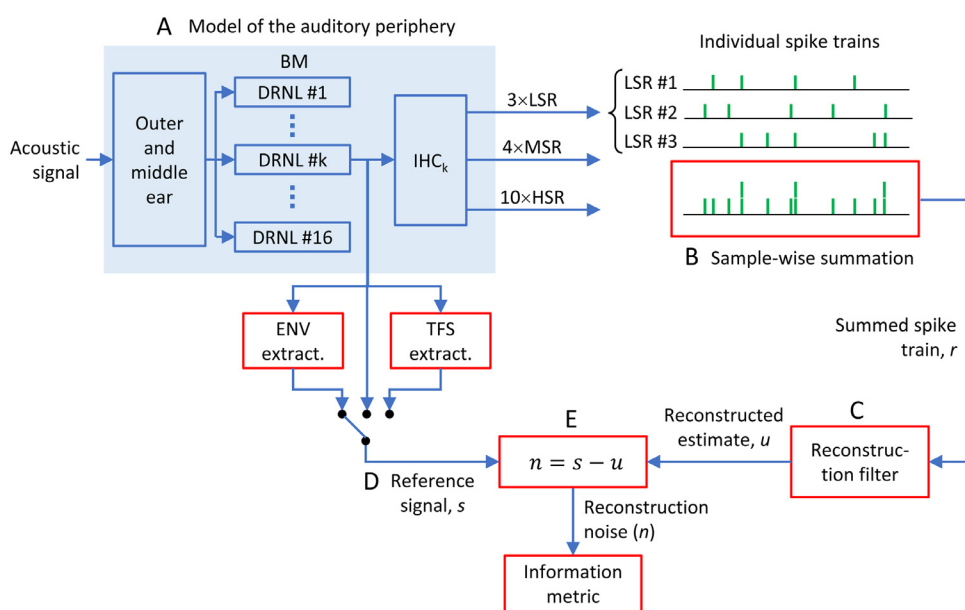 A Model of the auditory periphery
BM
Individual spike trains
Outer
and
middle
ear
DRNL #1
DRNL #k
DRNL #16
Acoustic
signal
IHCk
3×LSR
4×MSR
10×HSR
LSR #1
LSR #2
LSR #3
B Sample-wise summation
ENV
extract.
TFS
extract.
Summed spike
train, r
D Reference
signal, s
E
n = s − u
Reconstructed
estimate, u
C
Reconstruc-
tion filter
Reconstruction
noise (n)
Information
metric